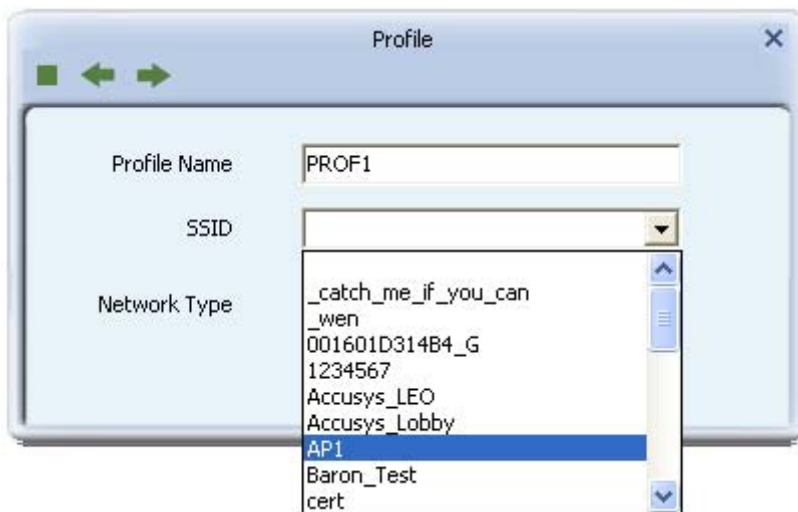 Profile
Profile Name PROF1
SSID
Network Type
_catch_me_if_you_can
_wen
001601D314B4_G
1234567
Accusys_LEO
Accusys_Lobby
AP1
Baron_Test
cert